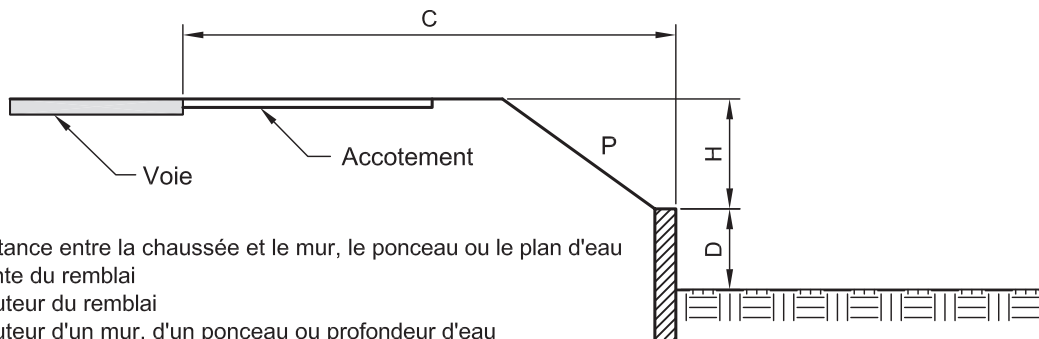 C
P
H
Accotement
Voie
D
tance entre la chaussée et le mur, le ponceau ou le plan d'eau
nte du remblai
uteur du remblai
uteur d'un mur, d'un ponceau ou profondeur d'eau